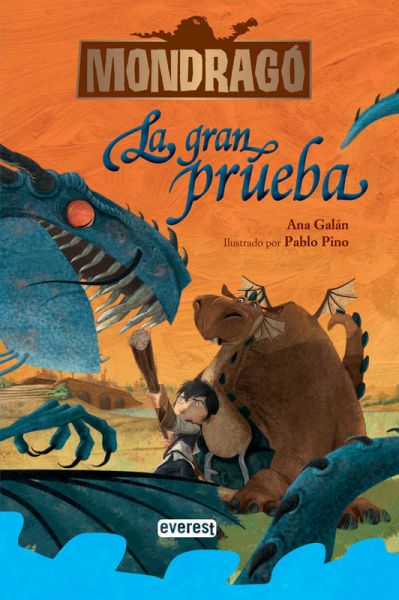 MONDRAGÓ
La gran
prueba
Ana Galán
Ilustrado por Pablo Pino
everest